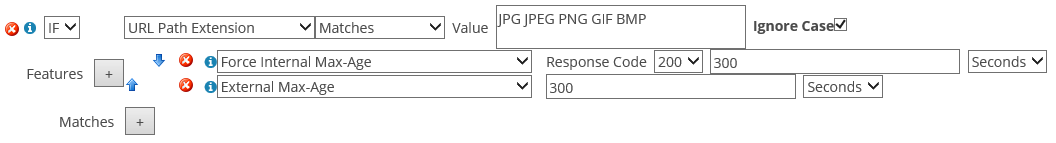 IF URL Path Extension Matches Value JPG JPEG PNG GIF BMP Ignore Case
Features + Force Internal Max-Age Response Code 200 300 Seconds
External Max-Age 300 Seconds
Matches +